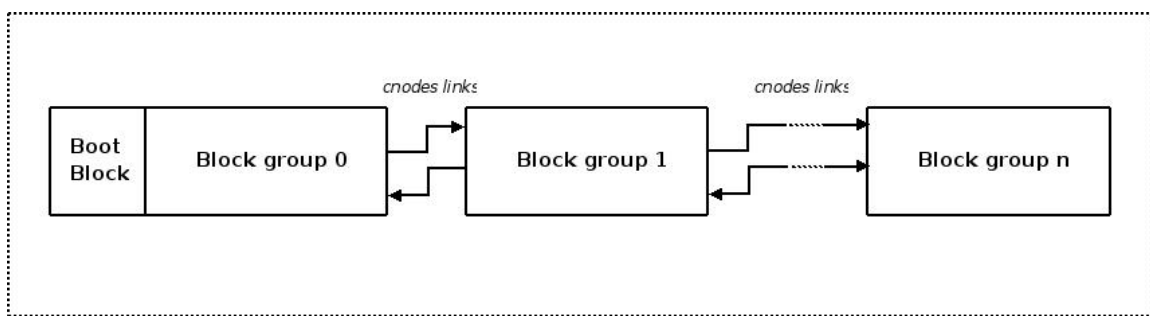 cnodes links
cnodes links
Boot
Block
Block group 0
Block group 1
Block group n